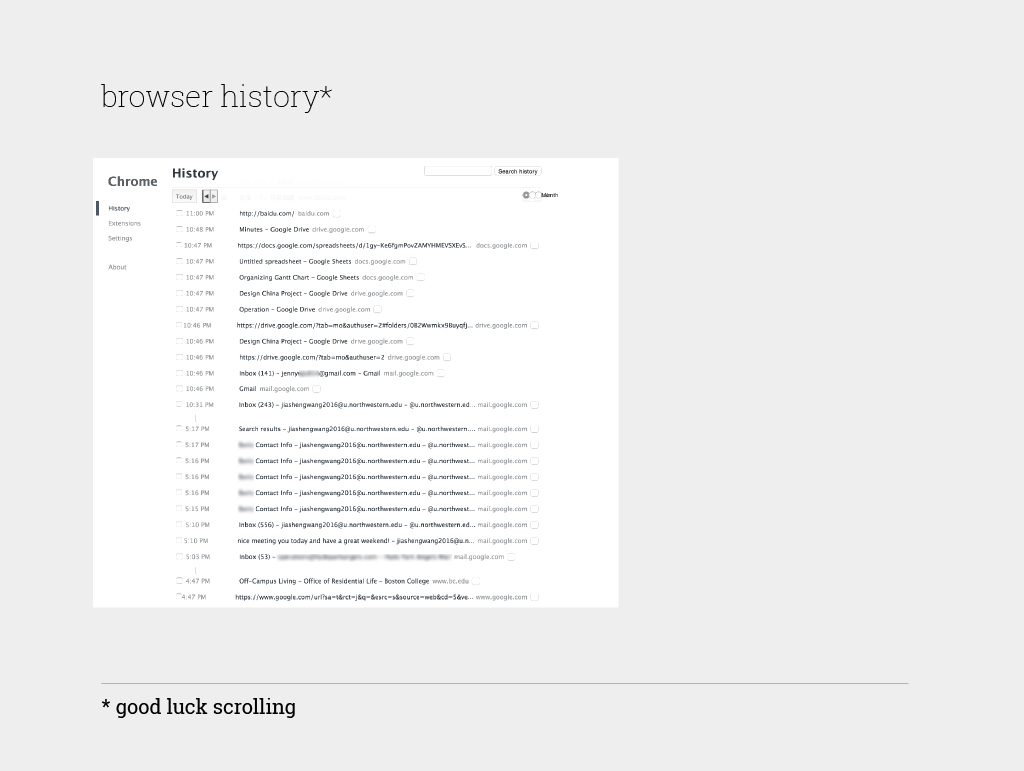 browser history*
Chrome
History
Search history
Today
Month
History
Extensions
Settings
About
11:00 PM http://baidu.com/ baidu.com
10:48 PM Minutes – Google Drive drive.google.com
10:47 PM https://docs.google.com/spreadsheets/d/1gy-Ke6fgmPovZAMYHMEVSXEvS... docs.google.com
10:47 PM Untitled spreadsheet – Google Sheets docs.google.com
10:47 PM Organizing Gantt Chart – Google Sheets docs.google.com
10:47 PM Design China Project – Google Drive drive.google.com
10:47 PM Operation – Google Drive drive.google.com
10:46 PM https://drive.google.com/?tab=mo&authuser=2#folders/0B2Wwmkx9Buyqfj... drive.google.com
10:46 PM Design China Project – Google Drive drive.google.com
10:46 PM https://drive.google.com/?tab=mo&authuser=2 drive.google.com
10:46 PM Inbox (141) – jenny @gmail.com – Gmail mail.google.com
10:46 PM Gmail mail.google.com
10:31 PM Inbox (243) – jiashengwang2016@u.northwestern.edu – @u.northwestern.ed... mail.google.com
5:17 PM Search results – jiashengwang2016@u.northwestern.edu – @u.northwestern.... mail.google.com
5:17 PM Contact Info – jiashengwang2016@u.northwestern.edu – @u.northwest... mail.google.com
5:16 PM Contact Info – jiashengwang2016@u.northwestern.edu – @u.northwest... mail.google.com
5:16 PM Contact Info – jiashengwang2016@u.northwestern.edu – @u.northwest... mail.google.com
5:16 PM Contact Info – jiashengwang2016@u.northwestern.edu – @u.northwest... mail.google.com
5:15 PM Contact Info – jiashengwang2016@u.northwestern.edu – @u.northwest... mail.google.com
5:10 PM Inbox (556) – jiashengwang2016@u.northwestern.edu – @u.northwestern.ed... mail.google.com
5:10 PM nice meeting you today and have a great weekend! – jiashengwang2016@u.n... mail.google.com
5:03 PM Inbox (53) – mail.google.com
4:47 PM Off-Campus Living – Office of Residential Life – Boston College www.bc.edu
4:47 PM https://www.google.com/url?sa=t&rct=j&q=&esrc=s&source=web&cd=5&ve... www.google.com
* good luck scrolling